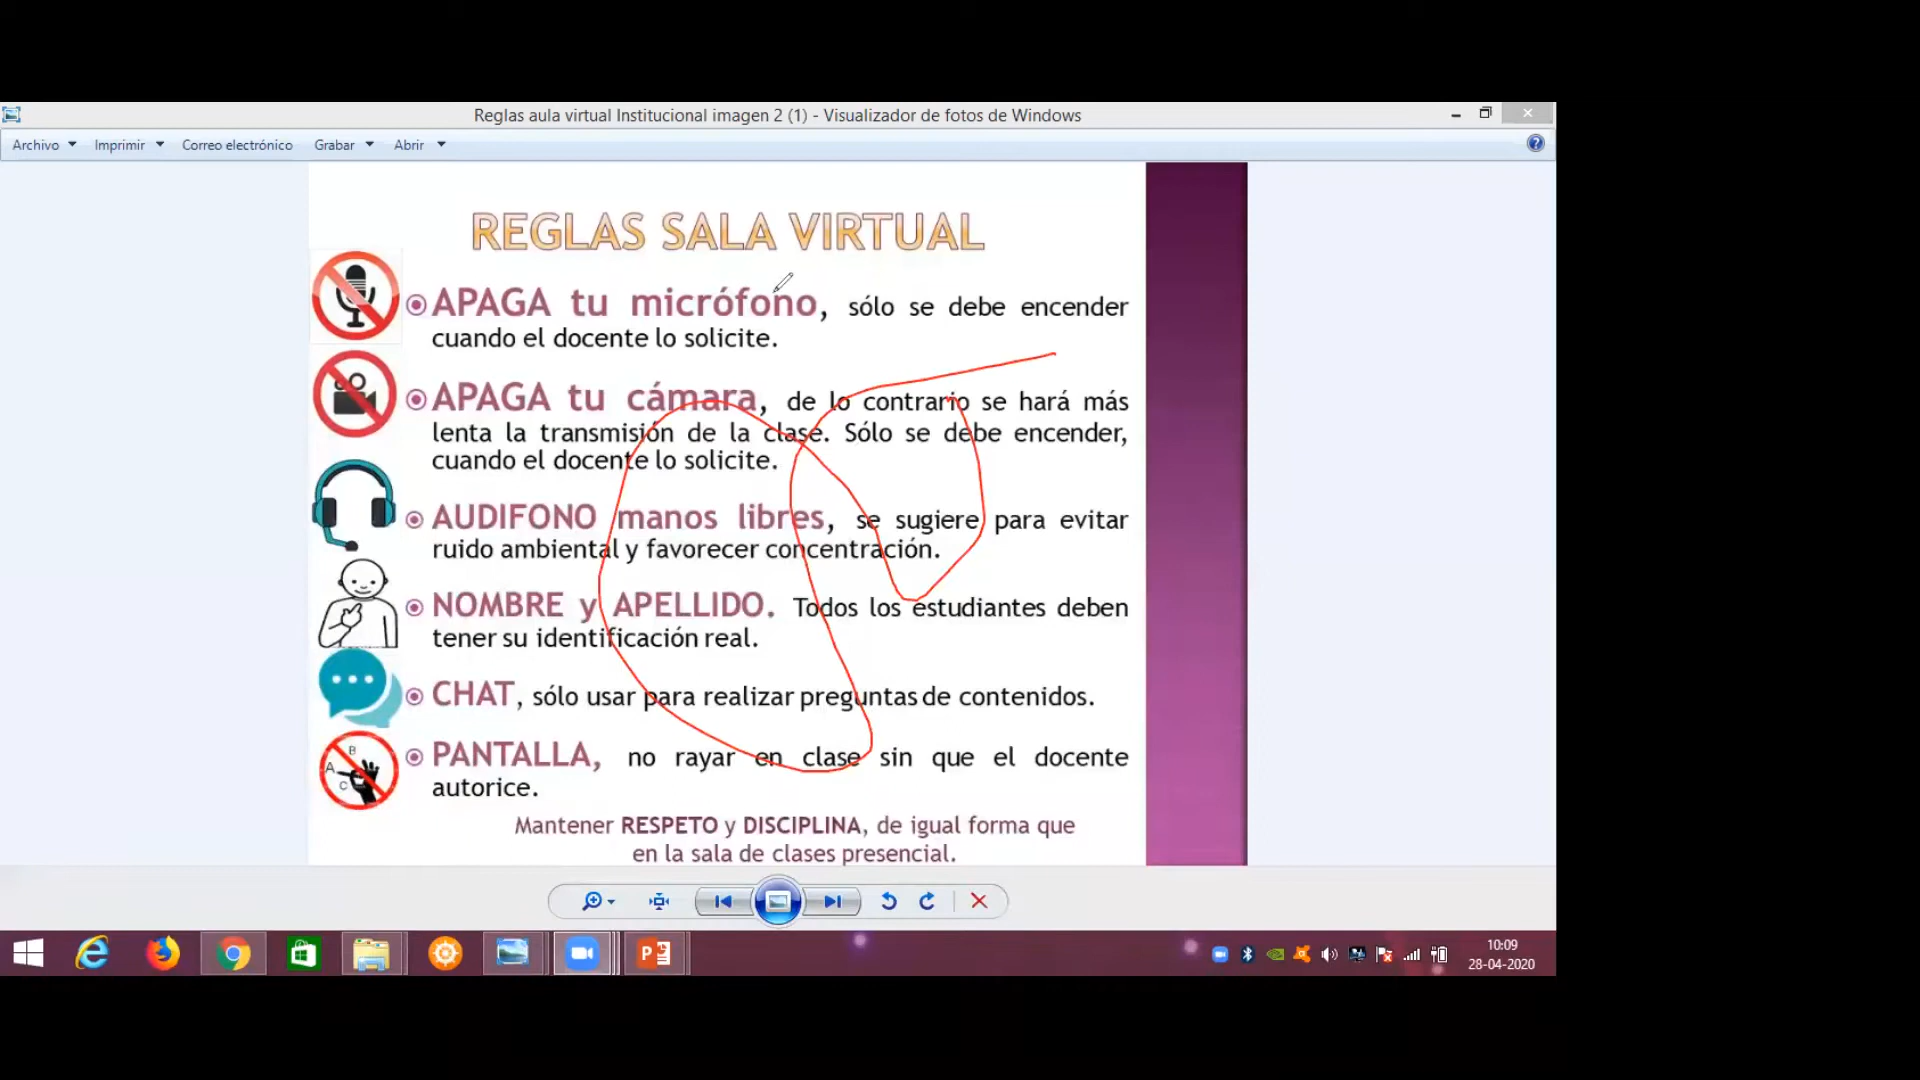 Reglas aula virtual Institucional imagen 2 (1) - Visualizador de fotos de Windows
Archivo Imprimir Correo electrónico Grabar Abrir
REGLAS SALA VIRTUAL
APAGA tu micrófono, sólo se debe encender
cuando el docente lo solicite.
APAGA tu cámara, de lo contrario se hará más
lenta la transmisión de la clase. Sólo se debe encender,
cuando el docente lo solicite.
AUDIFONO manos libres, se sugiere para evitar
ruido ambiental y favorecer concentración.
NOMBRE y APELLIDO. Todos los estudiantes deben
tener su identificación real.
CHAT, sólo usar para realizar preguntas de contenidos.
B
A
C
PANTALLA, no rayar en clase sin que el docente
autorice.
Mantener RESPETO y DISCIPLINA, de igual forma que
en la sala de clases presencial.
10:09
28-04-2020